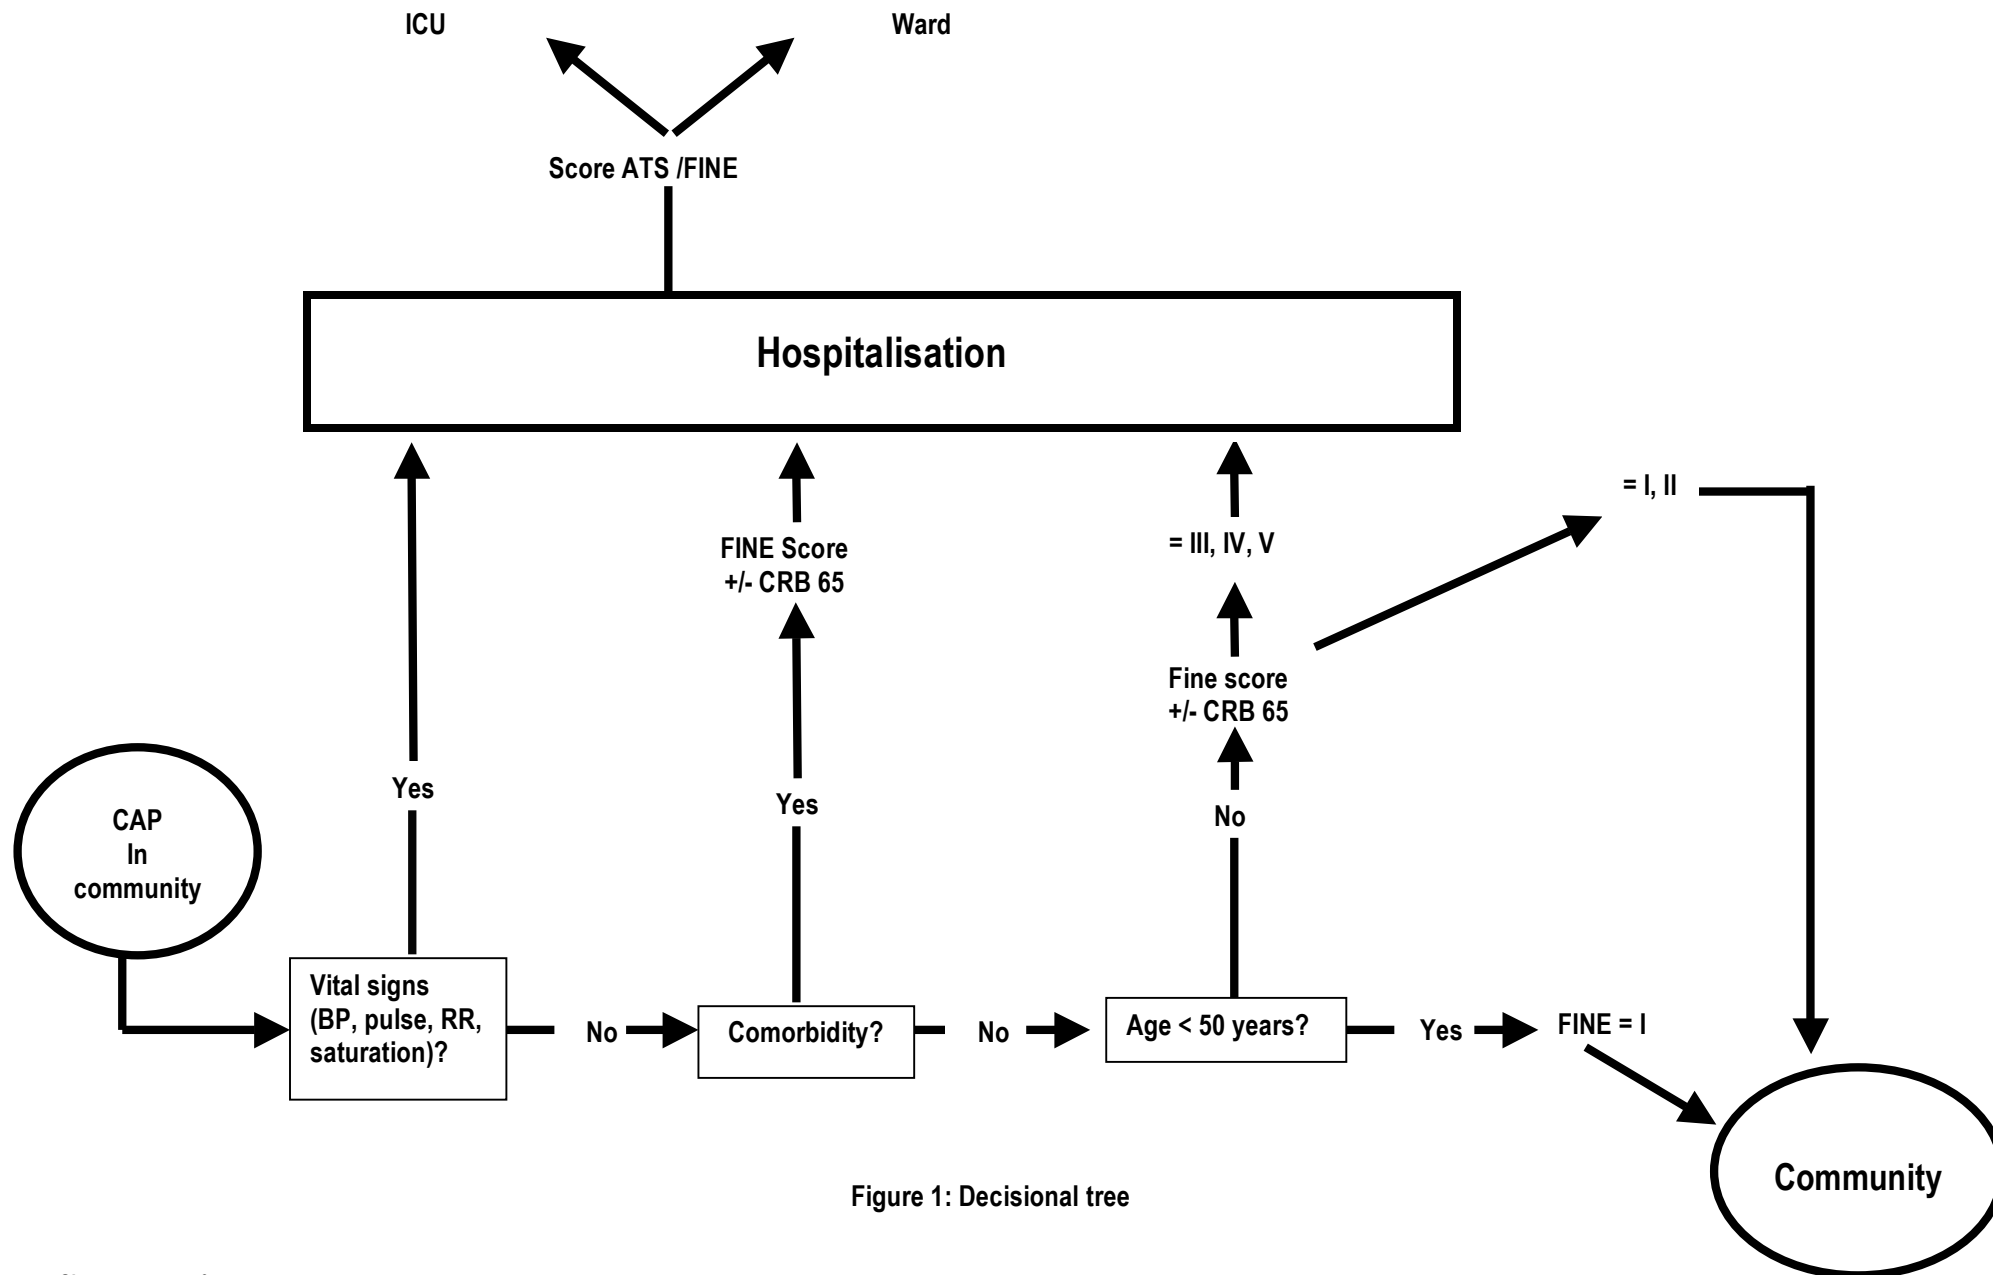 ICU
Ward
Score ATS /FINE
Hospitalisation
= I, II
FINE Score
+/- CRB 65
= III, IV, V
Fine score
+/- CRB 65
Yes
Yes
No
CAP
In
community
Vital signs
(BP, pulse, RR,
saturation)?
No
Comorbidity?
No
Age < 50 years?
Yes
FINE = I
Community
Figure 1: Decisional tree